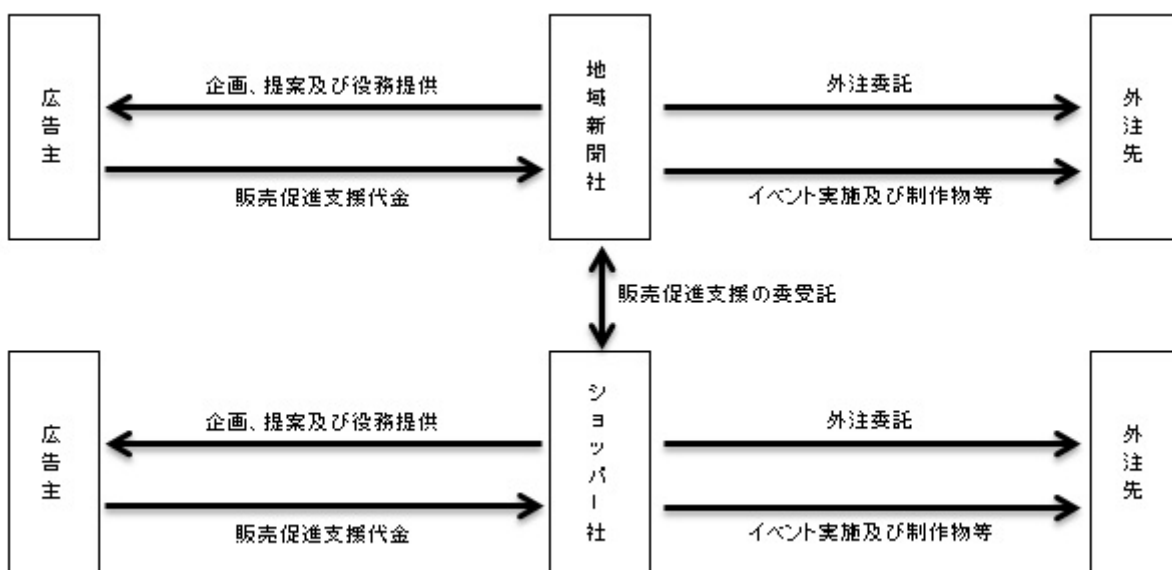 広告主
企画、提案及び役務提供
販売促進支援代金
地域新聞社
外注委託
イベント実施及び制作物等
外注先
販売促進支援の委受託
広告主
企画、提案及び役務提供
販売促進支援代金
ショッパー社
外注委託
イベント実施及び制作物等
外注先